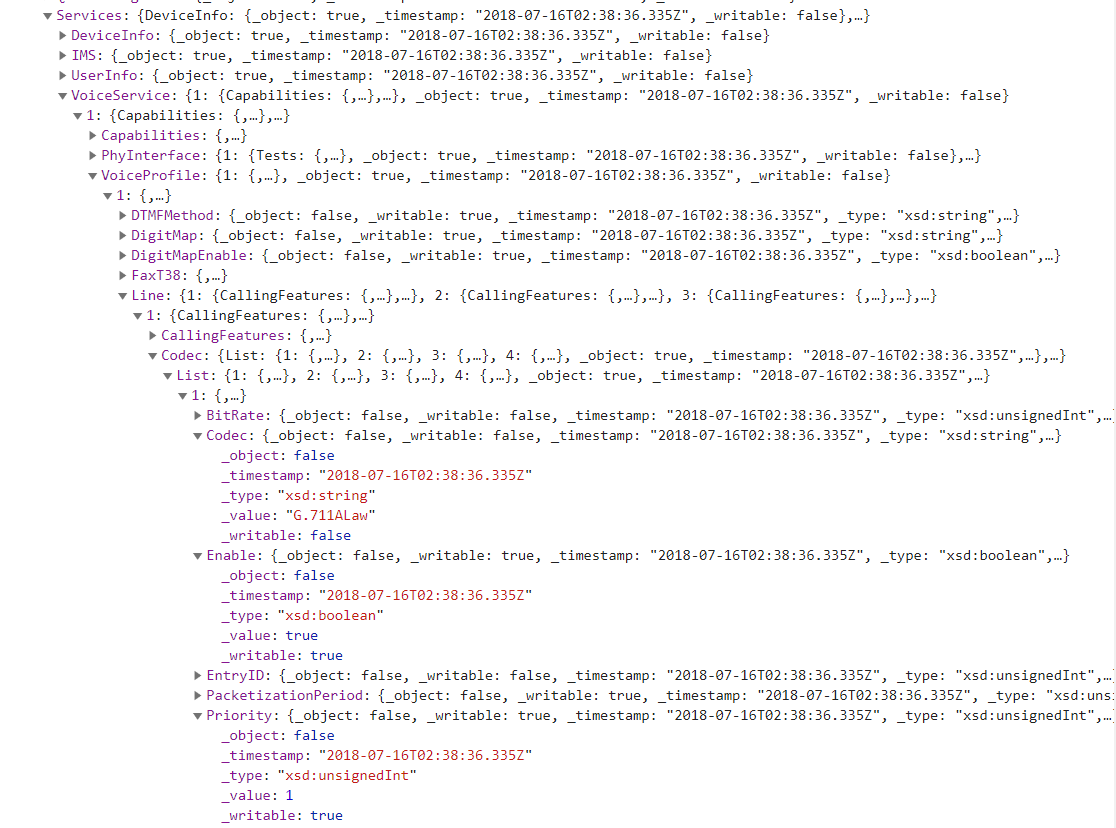 Services: {DeviceInfo: {_object: true, _timestamp: "2018-07-16T02:38:36.335Z", _writable: false},…}
DeviceInfo: {_object: true, _timestamp: "2018-07-16T02:38:36.335Z", _writable: false}
IMS: {_object: true, _timestamp: "2018-07-16T02:38:36.335Z", _writable: false}
UserInfo: {_object: true, _timestamp: "2018-07-16T02:38:36.335Z", _writable: false}
VoiceService: {1: {Capabilities: {,…},…}, _object: true, _timestamp: "2018-07-16T02:38:36.335Z", _writable: false}
1: {Capabilities: {,…},…}
Capabilities: {,…}
PhyInterface: {1: {Tests: {,…}, _object: true, _timestamp: "2018-07-16T02:38:36.335Z", _writable: false},…}
VoiceProfile: {1: {,…}, _object: true, _timestamp: "2018-07-16T02:38:36.335Z", _writable: false}
1: {,…}
DTMFMethod: {_object: false, _writable: true, _timestamp: "2018-07-16T02:38:36.335Z", _type: "xsd:string",…}
DigitMap: {_object: false, _writable: true, _timestamp: "2018-07-16T02:38:36.335Z", _type: "xsd:string",…}
DigitMapEnable: {_object: false, _writable: true, _timestamp: "2018-07-16T02:38:36.335Z", _type: "xsd:boolean",…}
FaxT38: {,…}
Line: {1: {CallingFeatures: {,…},…}, 2: {CallingFeatures: {,…},…}, 3: {CallingFeatures: {,…},…},…}
1: {CallingFeatures: {,…},…}
CallingFeatures: {,…}
Codec: {List: {1: {,…}, 2: {,…}, 3: {,…}, 4: {,…}, _object: true, _timestamp: "2018-07-16T02:38:36.335Z",…},…}
List: {1: {,…}, 2: {,…}, 3: {,…}, 4: {,…}, _object: true, _timestamp: "2018-07-16T02:38:36.335Z",…}
1: {,…}
BitRate: {_object: false, _writable: false, _timestamp: "2018-07-16T02:38:36.335Z", _type: "xsd:unsignedInt",…
Codec: {_object: false, _writable: false, _timestamp: "2018-07-16T02:38:36.335Z", _type: "xsd:string",…}
_object: false
_timestamp: "2018-07-16T02:38:36.335Z"
_type: "xsd:string"
_value: "G.711ALaw"
_writable: false
Enable: {_object: false, _writable: true, _timestamp: "2018-07-16T02:38:36.335Z", _type: "xsd:boolean",…}
_object: false
_timestamp: "2018-07-16T02:38:36.335Z"
_type: "xsd:boolean"
_value: true
_writable: true
EntryID: {_object: false, _writable: false, _timestamp: "2018-07-16T02:38:36.335Z", _type: "xsd:unsignedInt",…
PacketizationPeriod: {_object: false, _writable: true, _timestamp: "2018-07-16T02:38:36.335Z", _type: "xsd:uns
Priority: {_object: false, _writable: true, _timestamp: "2018-07-16T02:38:36.335Z", _type: "xsd:unsignedInt",…
_object: false
_timestamp: "2018-07-16T02:38:36.335Z"
_type: "xsd:unsignedInt"
_value: 1
_writable: true